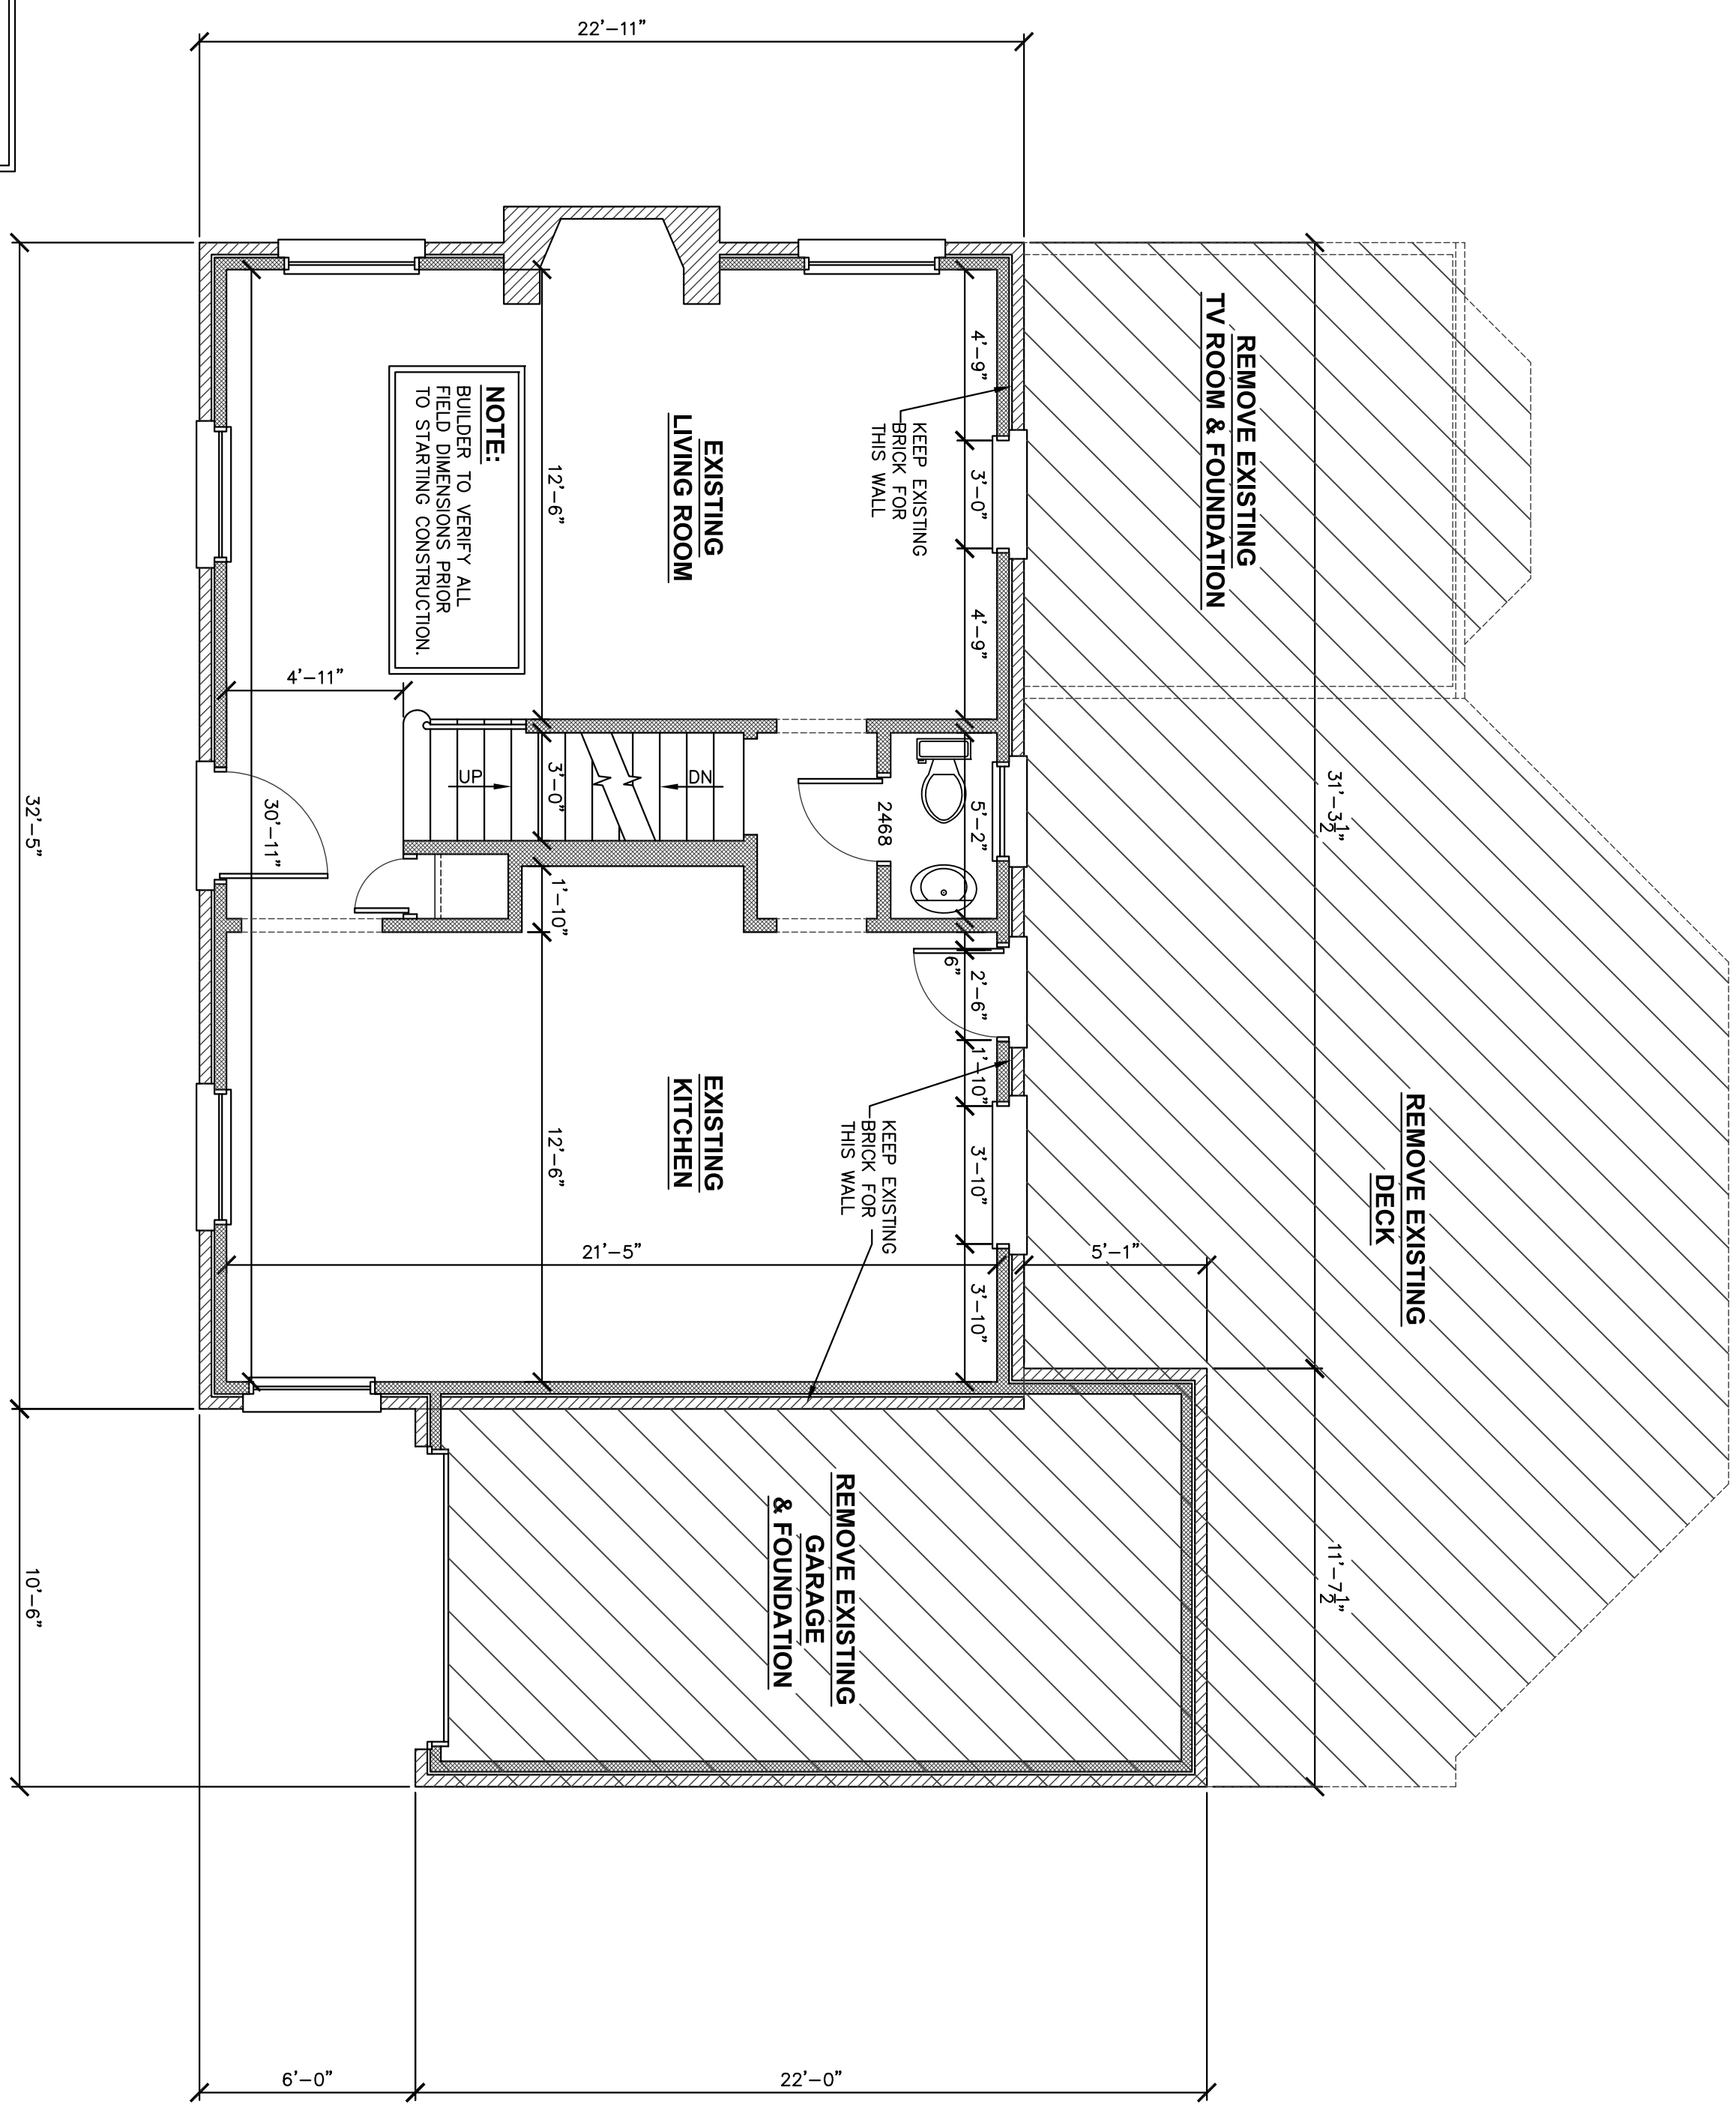 22'-11"
REMOVE EXISTING
TV ROOM & FOUNDATION
31'-3 1/2"
REMOVE EXISTING
DECK
11'-7 1/2"
5'-1"
KEEP EXISTING
BRICK FOR
THIS WALL
4'-9"
3'-0"
4'-9"
5'-2"
6"
2'-6"
1'-10"
3'-10"
3'-10"
2468
KEEP EXISTING
BRICK FOR
THIS WALL
EXISTING
LIVING ROOM
EXISTING
KITCHEN
REMOVE EXISTING
GARAGE
& FOUNDATION
DN
UP
12'-6"
3'-0"
1'-10"
12'-6"
21'-5"
NOTE:
BUILDER TO VERIFY ALL
FIELD DIMENSIONS PRIOR
TO STARTING CONSTRUCTION.
4'-11"
30'-11"
32'-5"
10'-6"
6'-0"
22'-0"